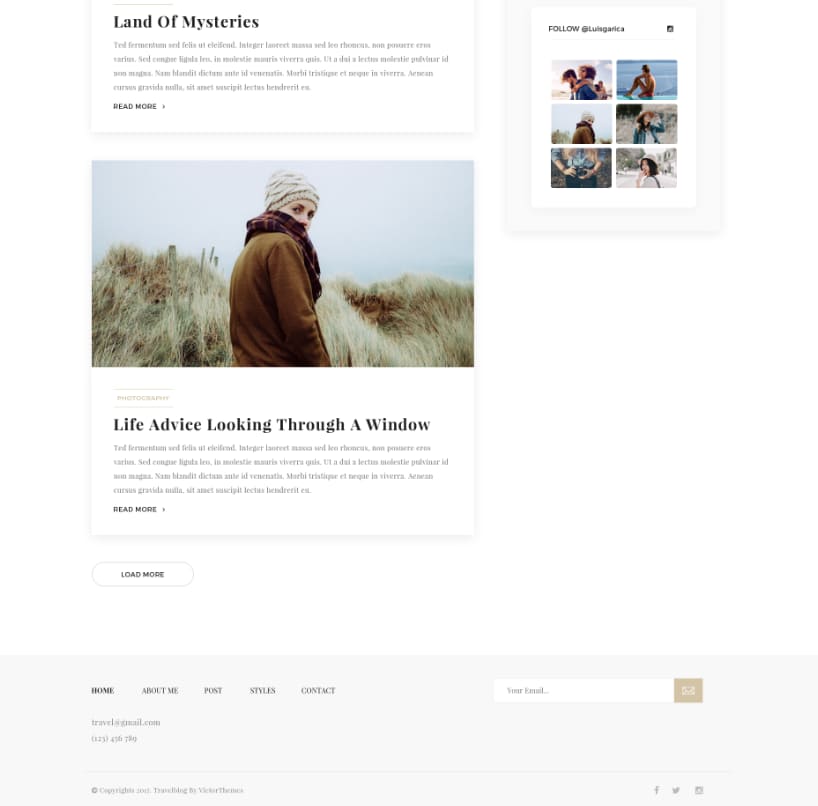 Land Of Mysteries
Ted fermentum sed felis ut eleifend. Integer laoreet massa sed leo rhoncus, non posuere eros
varius. Sed congue ligula leo, in molestie mauris viverra quis. Ut a dui a lectus molestie pulvinar id
non magna. Nam blandit dictum ante id venenatis. Morbi tristique et neque in viverra. Aenean
cursus gravida nulla, sit amet suscipit lectus hendrerit eu.
READ MORE ›
FOLLOW @Luisgarica
PHOTOGRAPHY
Life Advice Looking Through A Window
Ted fermentum sed felis ut eleifend. Integer laoreet massa sed leo rhoncus, non posuere eros
varius. Sed congue ligula leo, in molestie mauris viverra quis. Ut a dui a lectus molestie pulvinar id
non magna. Nam blandit dictum ante id venenatis. Morbi tristique et neque in viverra. Aenean
cursus gravida nulla, sit amet suscipit lectus hendrerit eu.
READ MORE ›
LOAD MORE
HOME ABOUT ME POST STYLES CONTACT
Your Email...
travel@gmail.com
(123) 456 789
© Copyrights 2017. Travelblog By VictorThemes